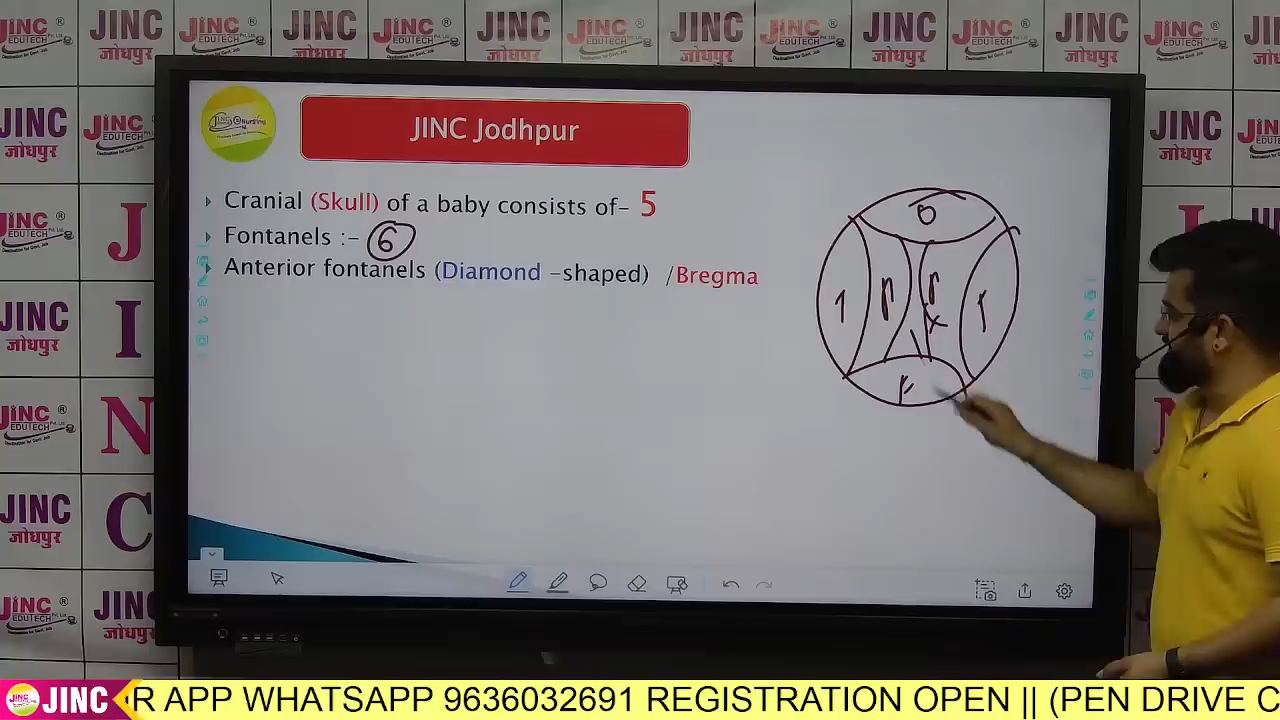 JINC EDUTECH जोधपुर
JINC Jodhpur
Cranial (Skull) of a baby consists of- 5
Fontanels :- 6
Anterior fontanels (Diamond -shaped) /Bregma
O
P
P
F
J
I
N
C
JINC
R APP WHATSAPP 9636032691 REGISTRATION OPEN || (PEN DRIVE C